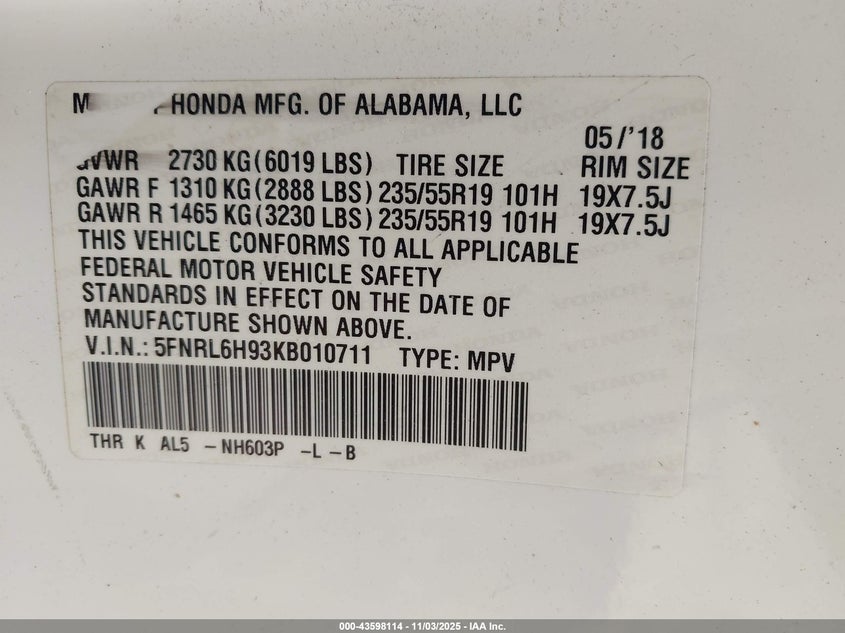 HONDA MFG. OF ALABAMA, LLC
05/'18
GVWR 2730 KG(6019 LBS) TIRE SIZE RIM SIZE
GAWR F 1310 KG(2888 LBS) 235/55R19 101H 19X7.5J
GAWR R 1465 KG(3230 LBS) 235/55R19 101H 19X7.5J
THIS VEHICLE CONFORMS TO ALL APPLICABLE
FEDERAL MOTOR VEHICLE SAFETY
STANDARDS IN EFFECT ON THE DATE OF
MANUFACTURE SHOWN ABOVE.
V.I.N.: 5FNRL6H93KB010711 TYPE: MPV
THR K AL5 -NH603P -L -B
000-43598114 - 11/03/2025 - IAA Inc.